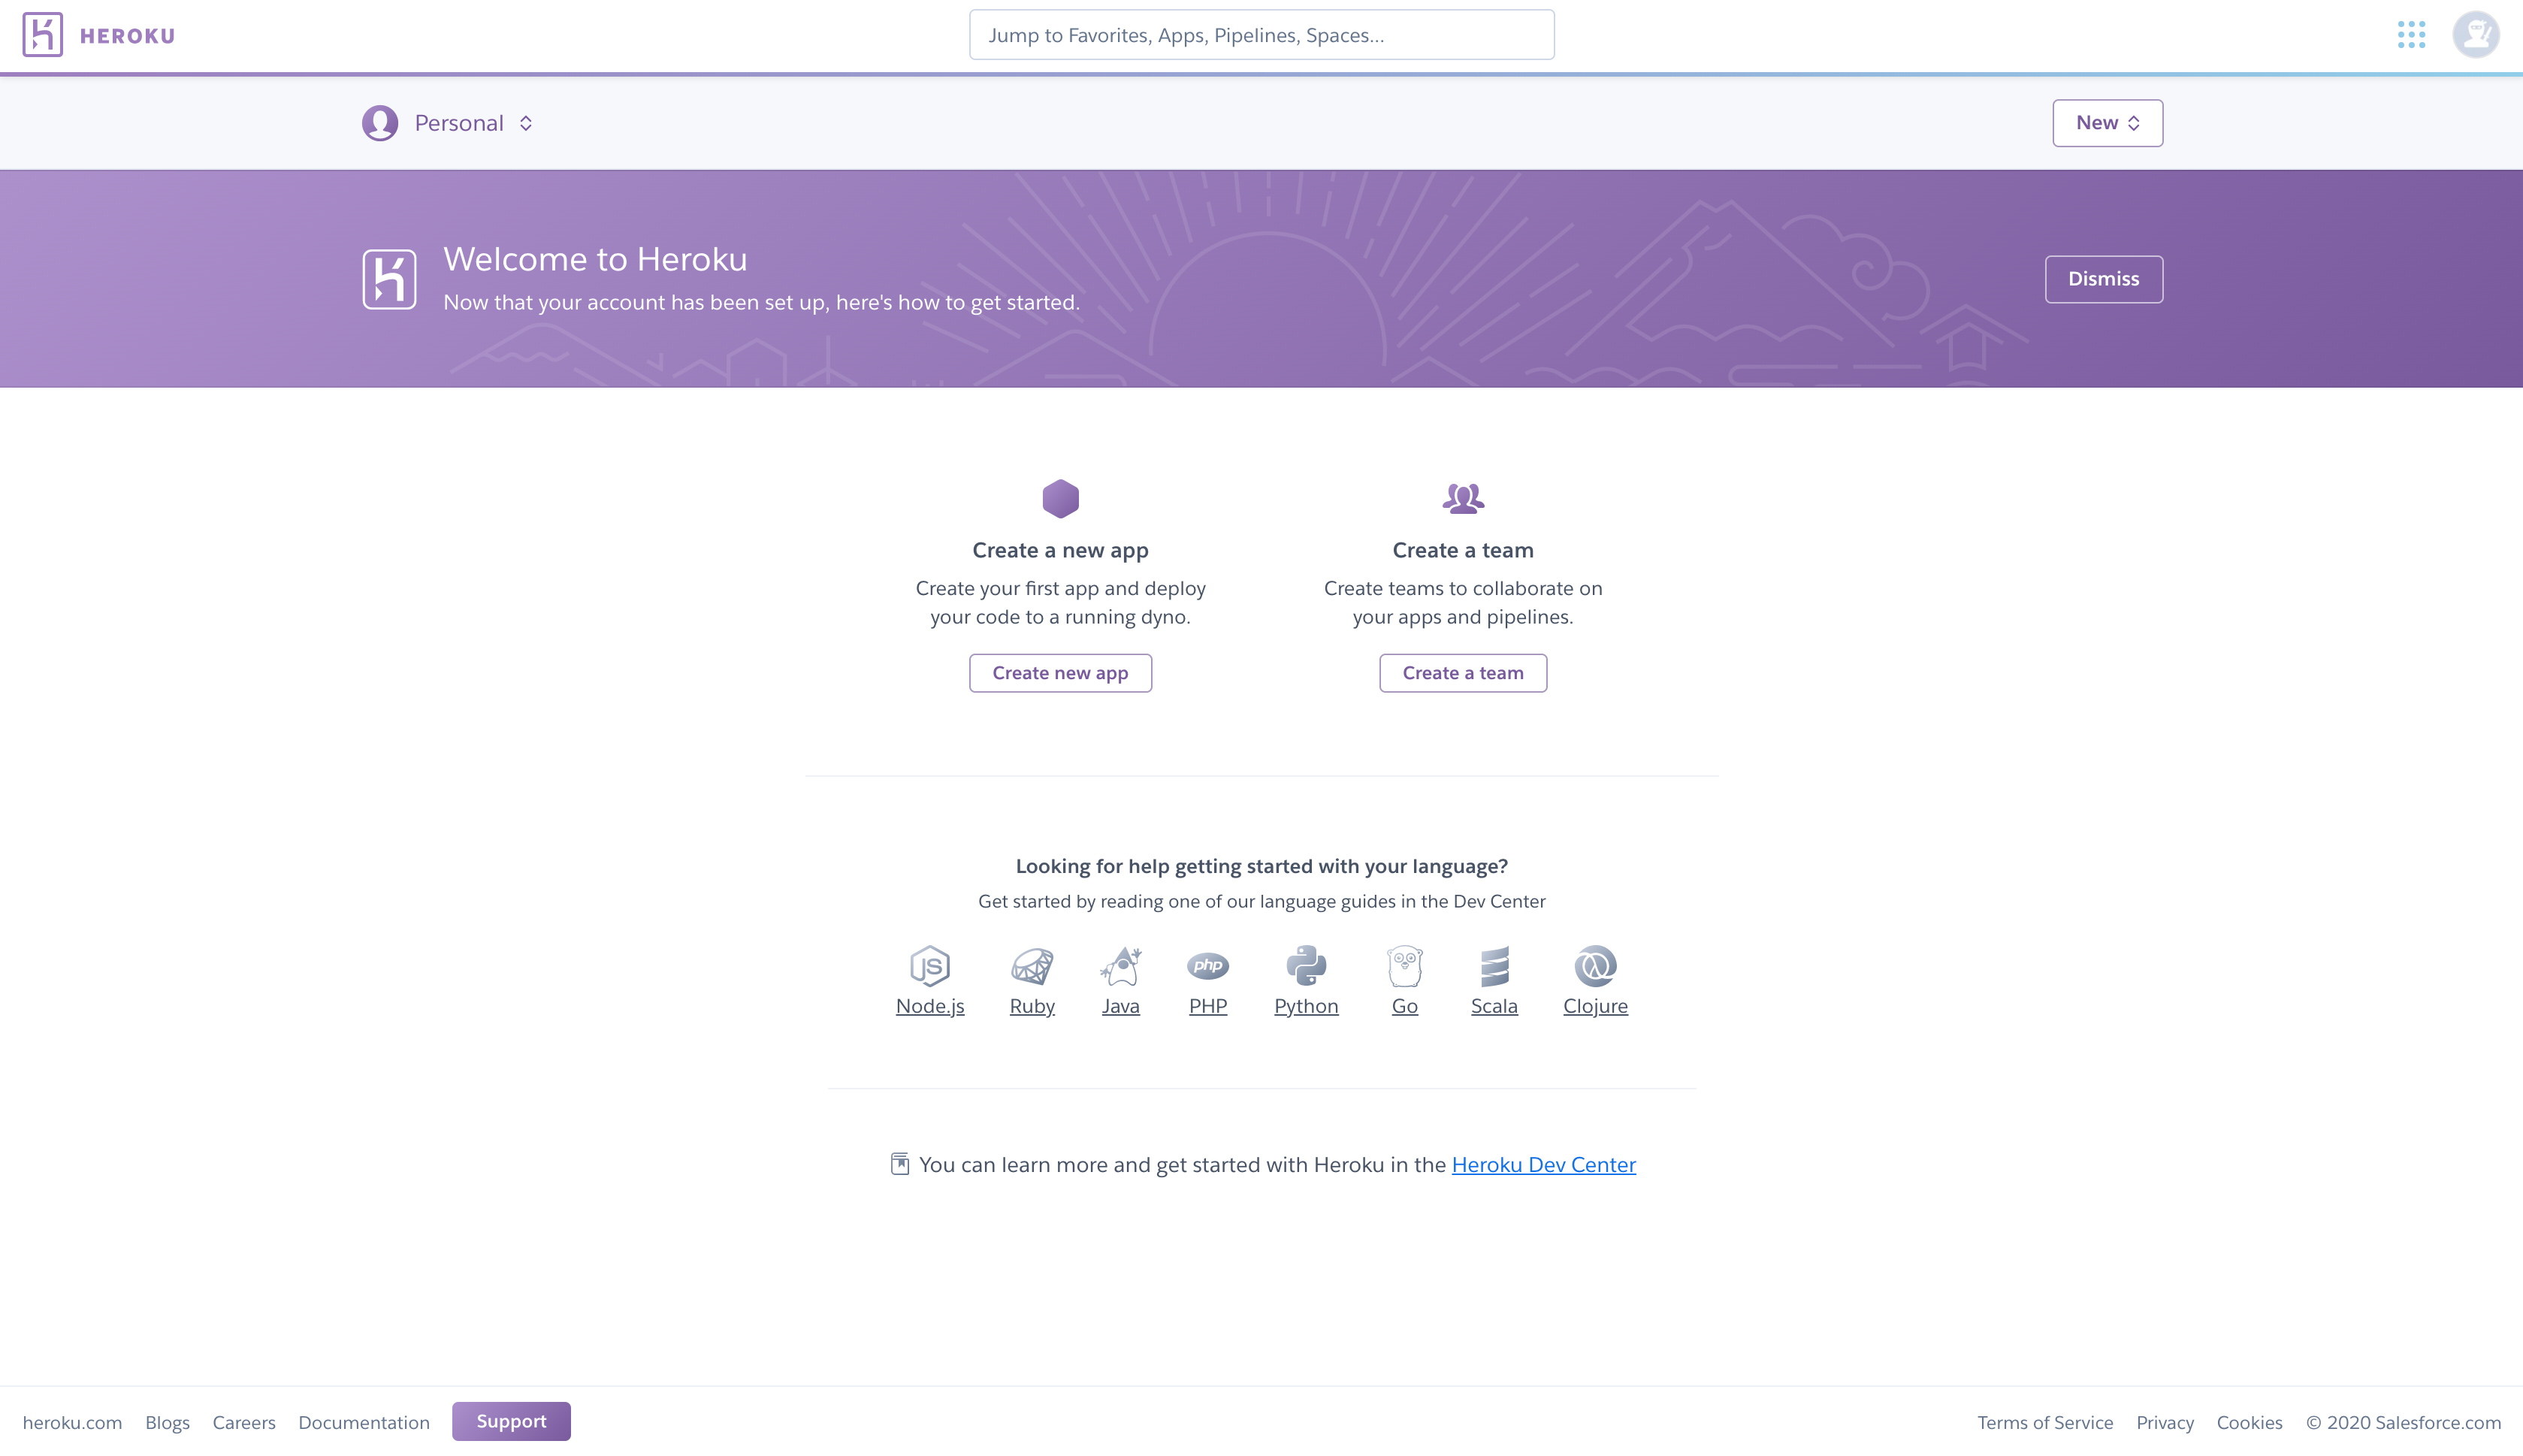 HEROKU
Jump to Favorites, Apps, Pipelines, Spaces...
Personal
New
Welcome to Heroku
Now that your account has been set up, here's how to get started.
Dismiss
Create a new app
Create your first app and deploy
your code to a running dyno.
Create new app
Create a team
Create teams to collaborate on
your apps and pipelines.
Create a team
Looking for help getting started with your language?
Get started by reading one of our language guides in the Dev Center
JS
php
Node.js
Ruby
Java
PHP
Python
Go
Scala
Clojure
You can learn more and get started with Heroku in the Heroku Dev Center
heroku.com
Blogs
Careers
Documentation
Support
Terms of Service
Privacy
Cookies
© 2020 Salesforce.com